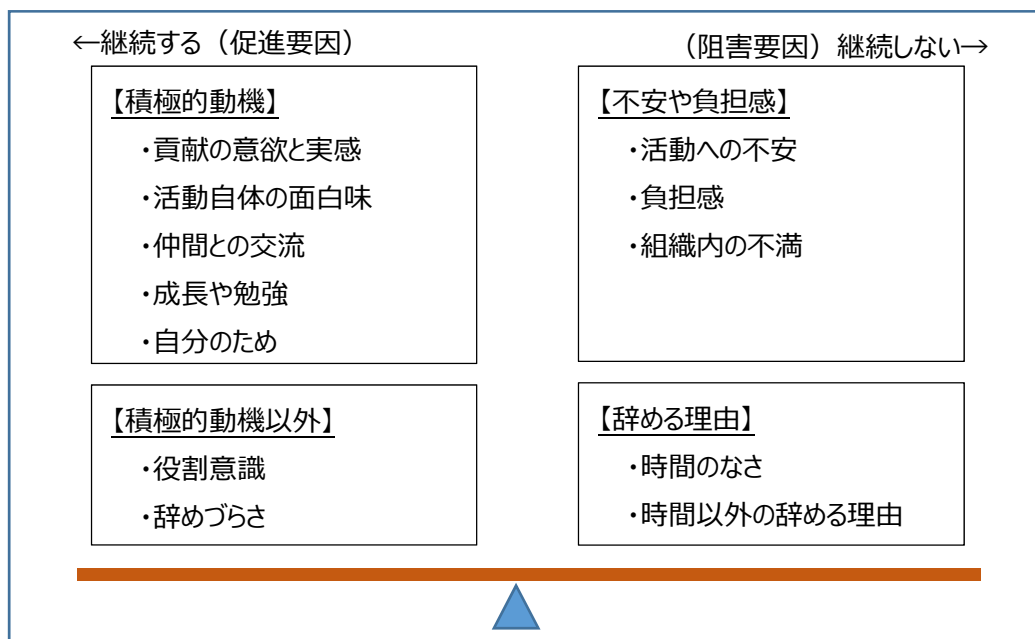 ←継続する（促進要因）
（阻害要因）継続しない→
【積極的動機】
・貢献の意欲と実感
・活動自体の面白味
・仲間との交流
・成長や勉強
・自分のため
【不安や負担感】
・活動への不安
・負担感
・組織内の不満
【積極的動機以外】
・役割意識
・辞めづらさ
【辞める理由】
・時間のなさ
・時間以外の辞める理由